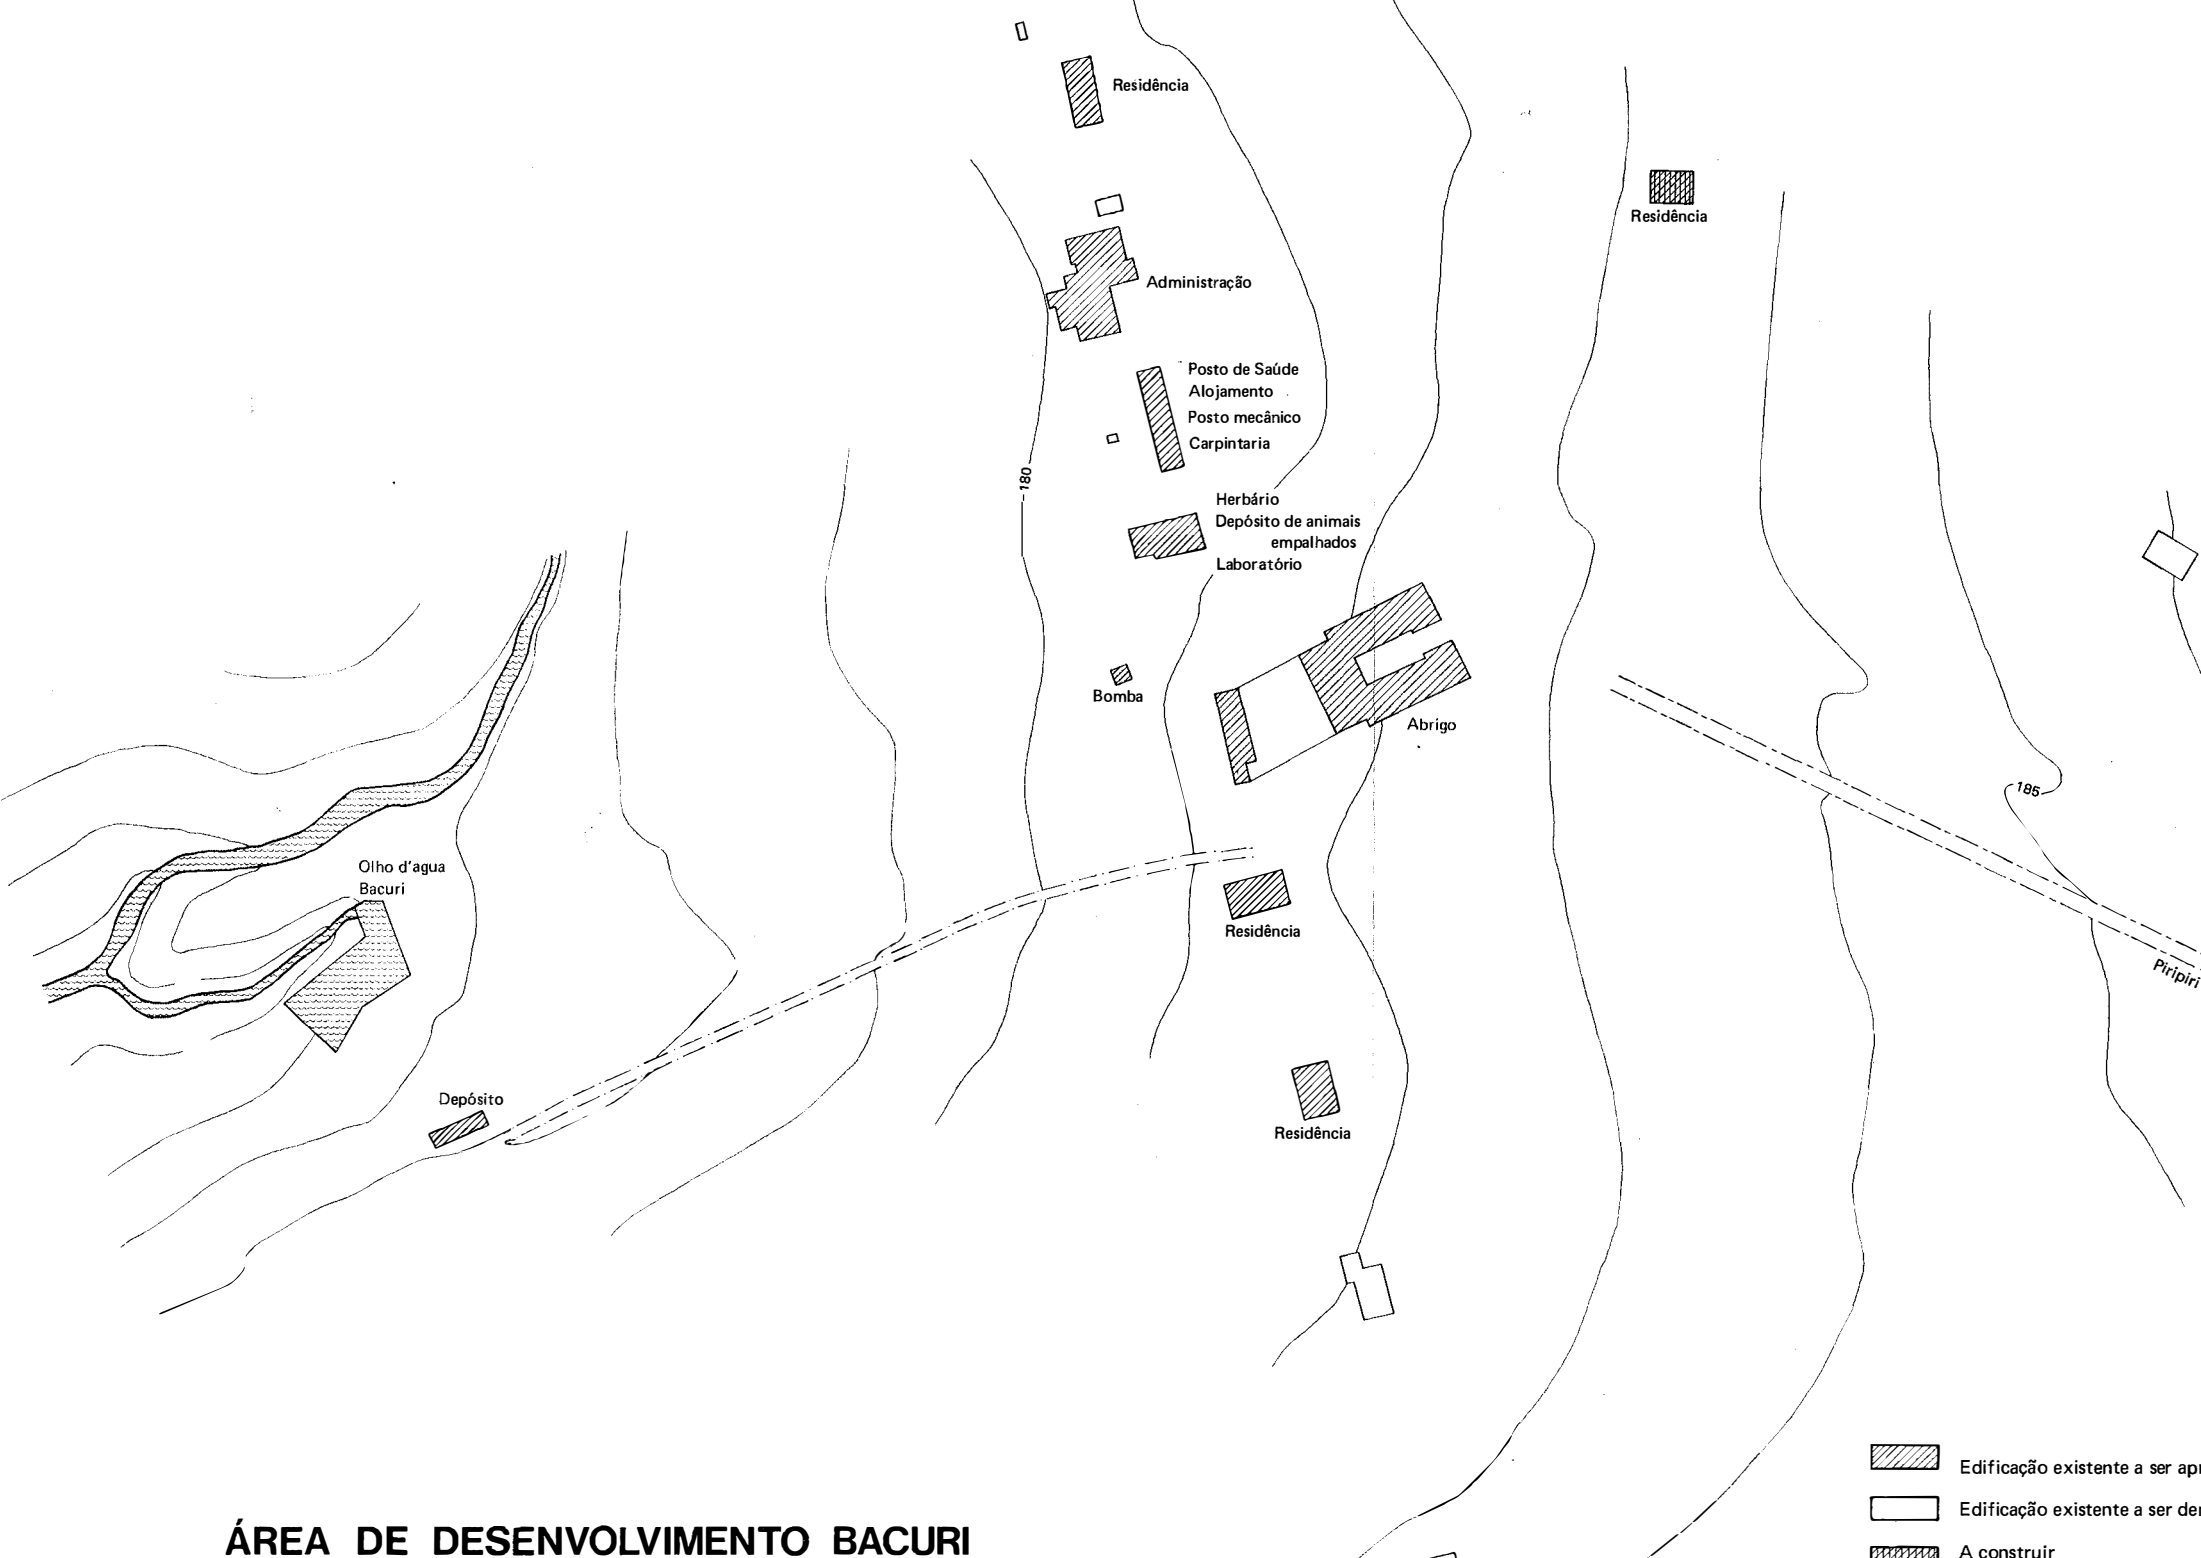 Residência
Residência
Administração
Posto de Saúde
Alojamento
Posto mecânico
Carpintaria
180
Herbário
Depósito de animais
empalhados
Laboratório
Bomba
Abrigo
185
Olho d'agua
Bacuri
Residência
Piripiri
Depósito
Residência
Edificação existente a ser
Edificação existente a ser
A construir
ÁREA DE DESENVOLVIMENTO BACURI